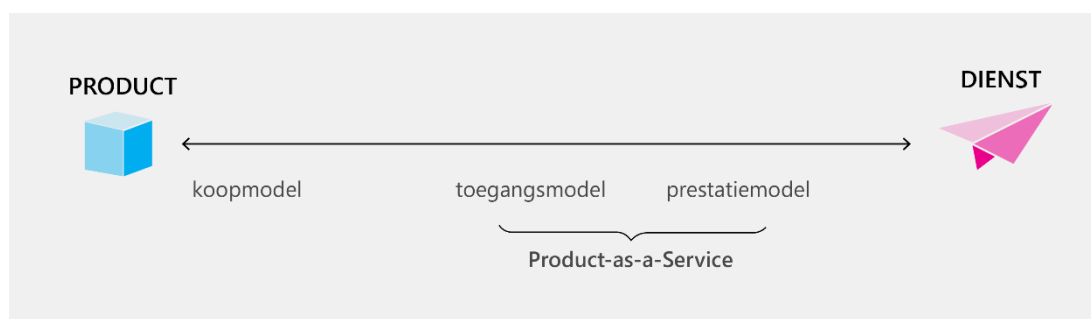 PRODUCT
DIENST
koopmodel
toegangsmodel
prestatiemodel
Product-as-a-Service